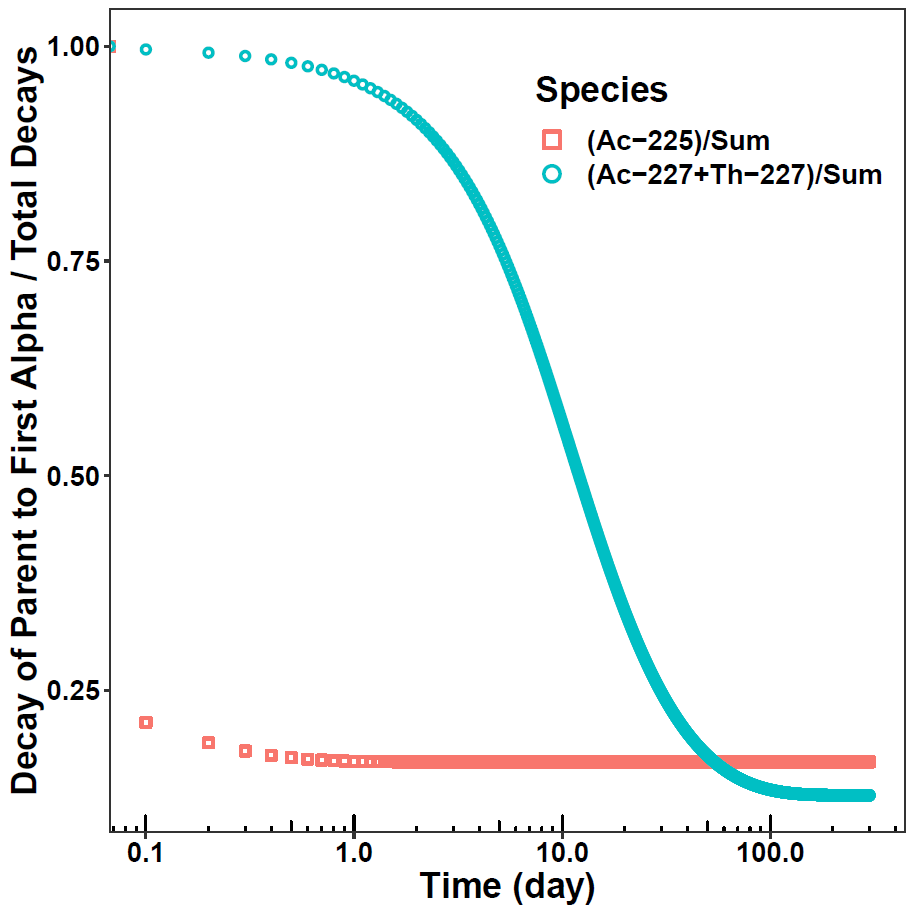 Decay of Parent to First Alpha / Total Decays
1.00
0.75
0.50
0.25
Species
(Ac−225)/Sum
(Ac−227+Th−227)/Sum
0.1
1.0
10.0
100.0
Time (day)